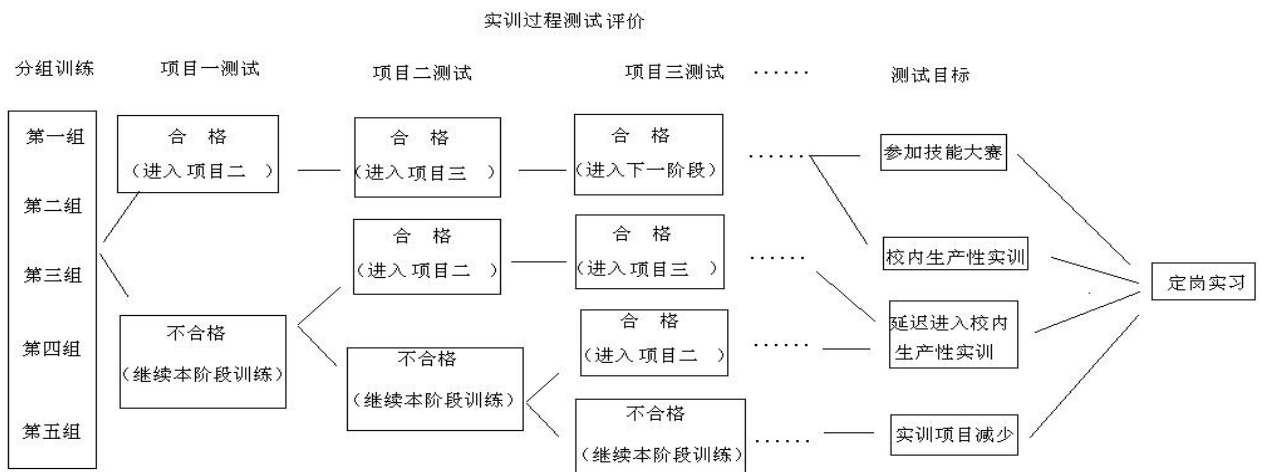 实训过程测试评价
分组训练
项目一测试
项目二测试
项目三测试
······
测试目标
第一组
第二组
第三组
第四组
第五组
合 格
(进入项目二 )
不合格
(继续本阶段训练)
合 格
(进入项目三 )
合 格
(进入项目二 )
不合格
(继续本阶段训练)
合 格
(进入下一阶段)
合 格
(进入项目三 )
合 格
(进入项目二 )
不合格
(继续本阶段训练)
······
······
······
······
参加技能大赛
校内生产性实训
延迟进入校内
生产性实训
实训项目减少
定岗实习